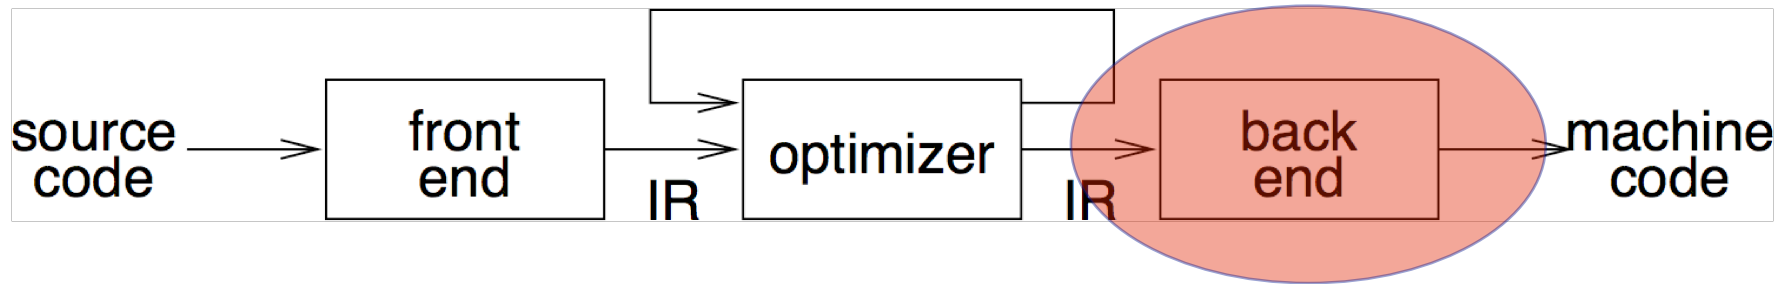 source
code
front
end
IR
optimizer
IR
back
end
machine
code